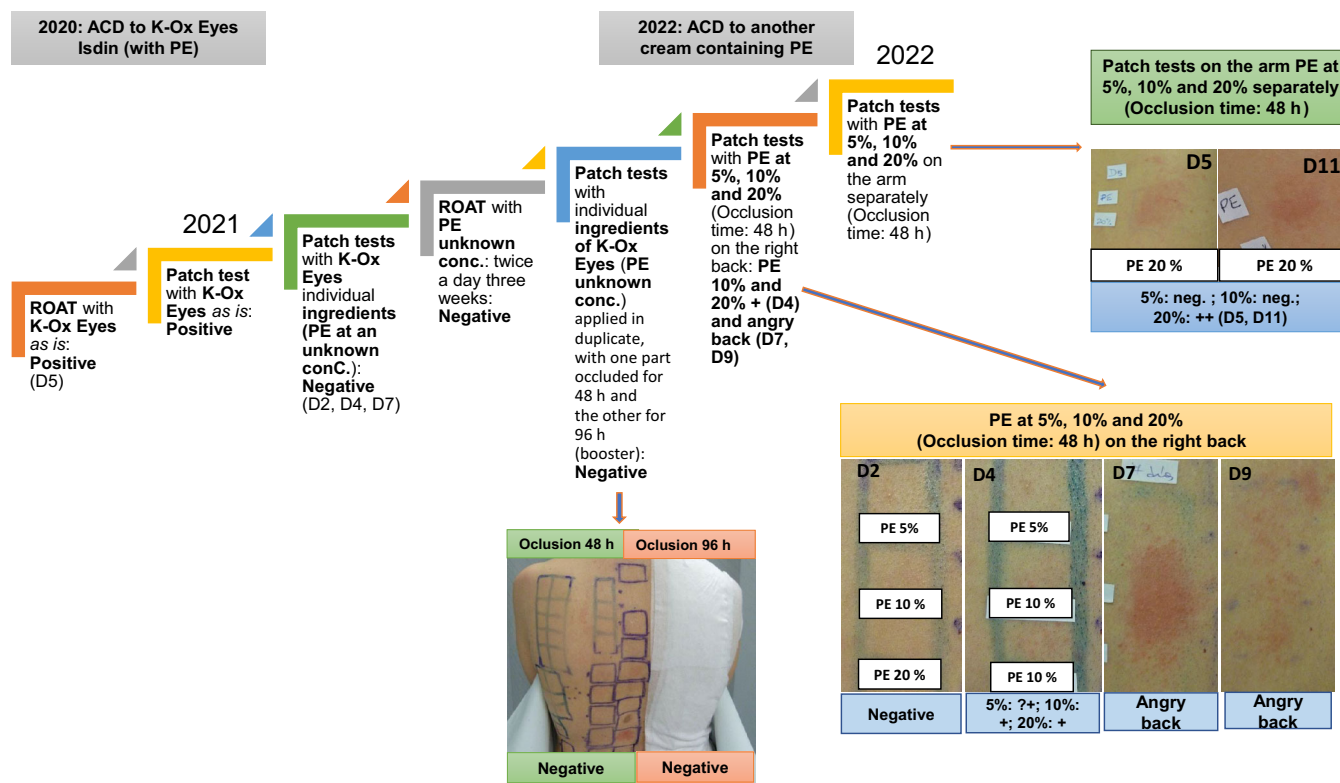 2020: ACD to K-Ox Eyes
Isdin (with PE)
2022: ACD to another
cream containing PE
2021
2022
ROAT with
K-Ox Eyes
as is:
Positive
(D5)
Patch test
with K-Ox
Eyes as is:
Positive
Patch tests
with K-Ox
Eyes
individual
ingredients
(PE at an
unknown
conC.):
Negative
(D2, D4, D7)
ROAT with
PE
unknown
conc.: twice
a day three
weeks:
Negative
Patch tests
with
individual
ingredients
of K-Ox
Eyes (PE
unknown
conc.)
applied in
duplicate,
with one part
occluded for
48 h and
the other for
96 h
(booster):
Negative
Patch tests
with PE at
5%, 10%
and 20%
(Occlusion
time: 48 h)
on the right
back: PE
10% and
20% + (D4)
and angry
back (D7,
D9)
Patch tests
with PE at
5%, 10%
and 20% on
the arm
separately
(Occlusion
time: 48 h)
Patch tests on the arm PE at
5%, 10% and 20% separately
(Occlusion time: 48 h)
D5
D11
D5
PE
20%
PE
PE 20 %
PE 20 %
5%: neg. ; 10%: neg.;
20%: ++ (D5, D11)
PE at 5%, 10% and 20%
(Occlusion time: 48 h) on the right back
D2
D4
D7
D9
PE 5%
PE 5%
PE 10 %
PE 10 %
PE 20 %
PE 10 %
Negative
5%: ?+; 10%:
+; 20%: +
Angry
back
Angry
back
Oclusion 48 h
Oclusion 96 h
Negative
Negative